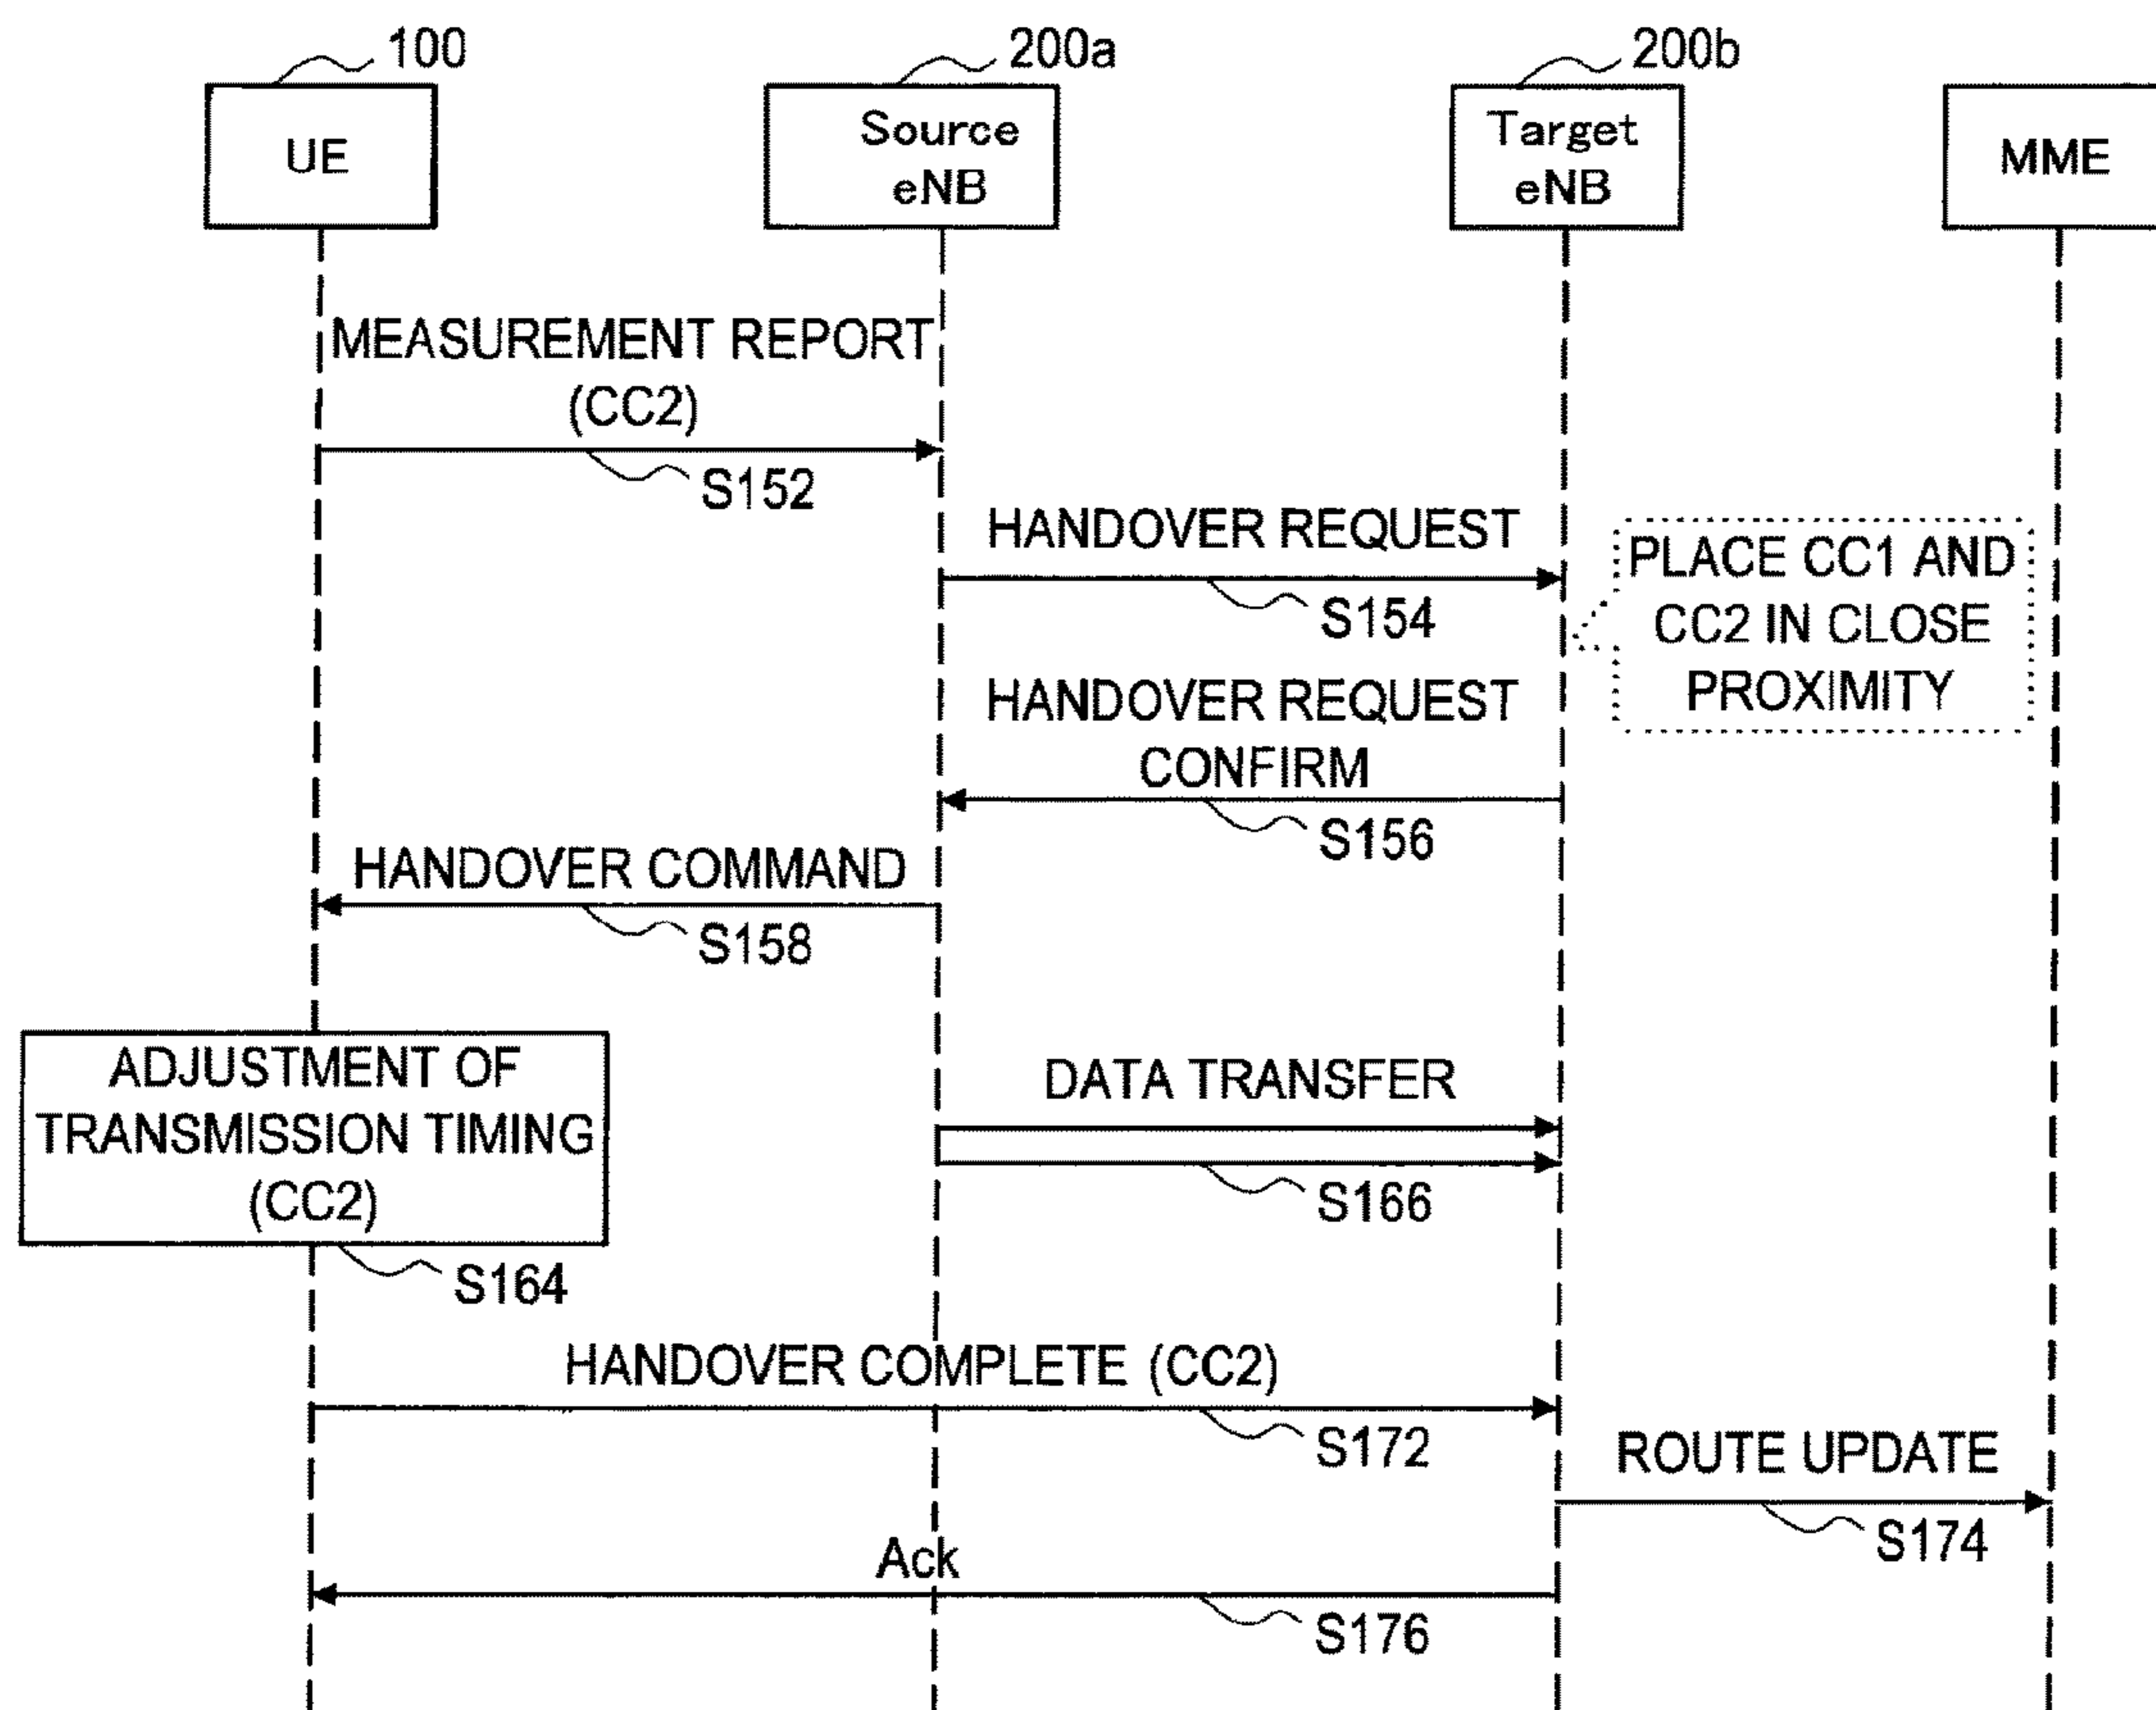 100
200a
200b
UE
Source
eNB
Target
eNB
MME
MEASUREMENT REPORT
(CC2)
S152
HANDOVER REQUEST
S154
PLACE CC1 AND
CC2 IN CLOSE
PROXIMITY
HANDOVER REQUEST
CONFIRM
S156
HANDOVER COMMAND
S158
ADJUSTMENT OF
TRANSMISSION TIMING
(CC2)
S164
DATA TRANSFER
S166
HANDOVER COMPLETE (CC2)
S172
ROUTE UPDATE
S174
Ack
S176